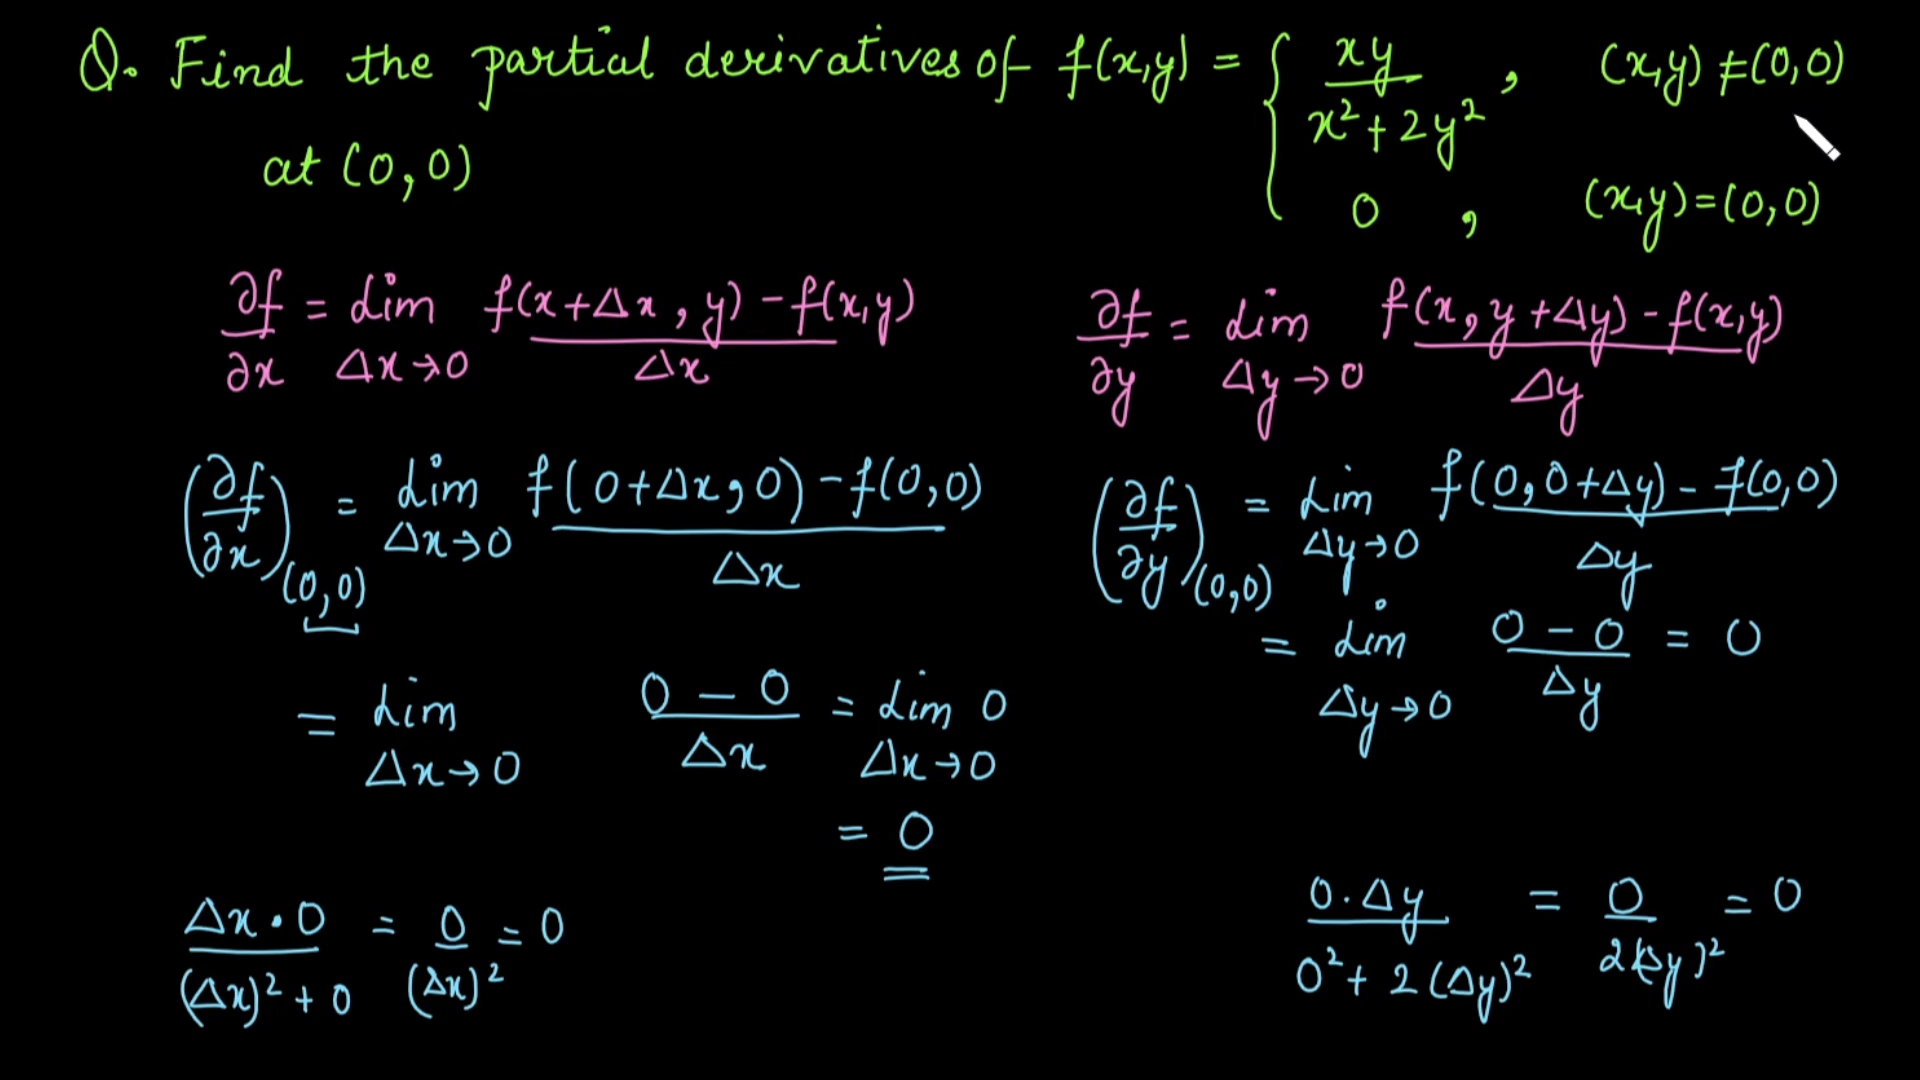 Q. Find the partial derivatives of f(x,y) = { xy / x² + 2y² , (x,y) ≠ (0,0)
at (0,0) 0 , (x,y) = (0,0)
∂f/∂x = Lim Δx→0 f(x+Δx, y) - f(x,y) / Δx
(∂f/∂x)(0,0) = Lim Δx→0 f(0+Δx, 0) - f(0,0) / Δx
= Lim Δx→0 0 - 0 / Δx = Lim Δx→0 0
= 0
Δx · 0 / (Δx)² + 0 = 0 / (Δx)² = 0
∂f/∂y = Lim Δy→0 f(x, y+Δy) - f(x,y) / Δy
(∂f/∂y)(0,0) = Lim Δy→0 f(0, 0+Δy) - f(0,0) / Δy
= Lim Δy→0 0 - 0 / Δy = 0
0 · Δy / 0² + 2(Δy)² = 0 / 2(Δy)² = 0